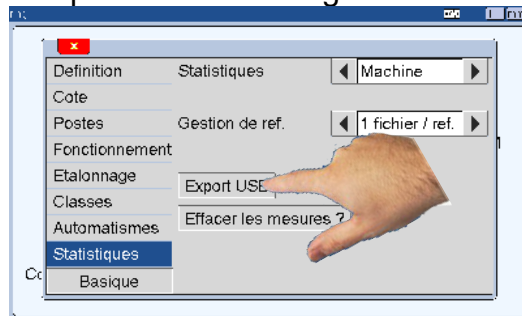 Definition
Statistiques
Machine
Cote
Postes
Gestion de ref.
1 fichier / ref.
Fonctionnement
Etalonnage
Export USB
Classes
Effacer les mesures ?
Automatismes
Statistiques
Basique